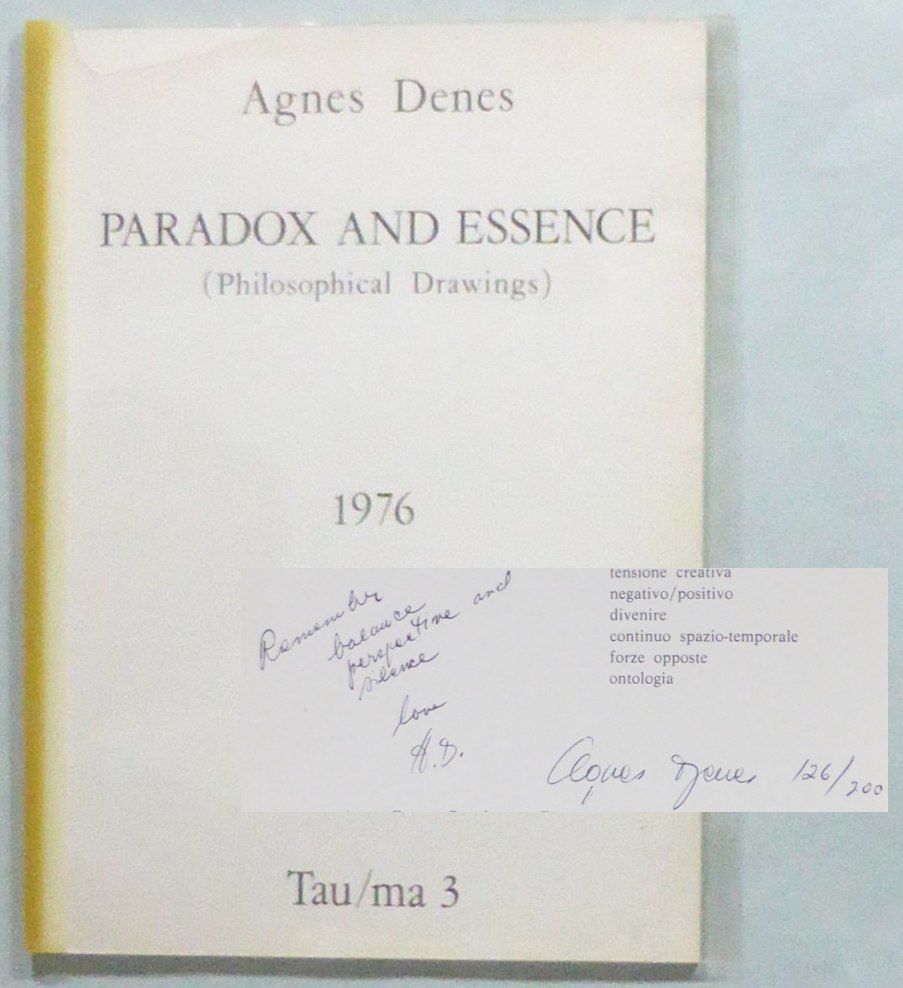 Agnes Denes
PARADOX AND ESSENCE
(Philosophical Drawings)
1976
Remember
balance
perspective and
silence
love
A.D.
tensione creativa
negativo/positivo
divenire
continuo spazio-temporale
forze opposte
ontologia
Agnes Denes 126/200
Tau/ma 3